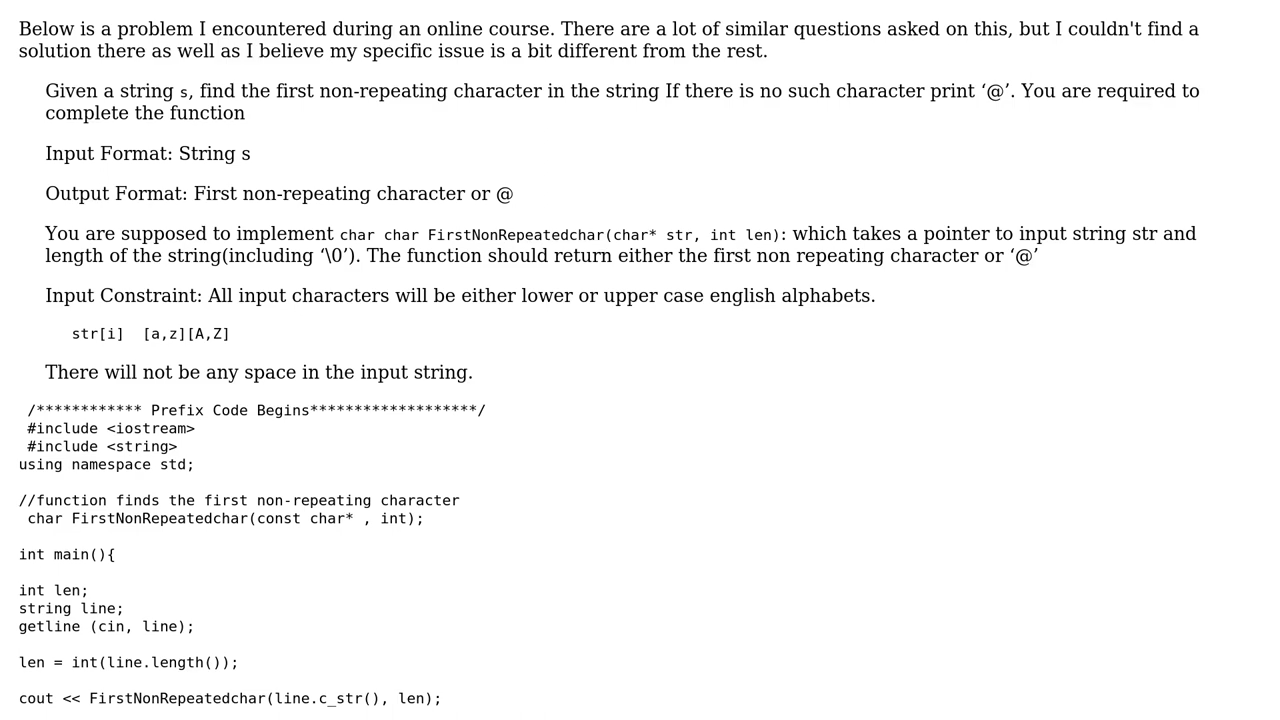 Below is a problem I encountered during an online course. There are a lot of similar questions asked on this, but I couldn't find a
solution there as well as I believe my specific issue is a bit different from the rest.
Given a string s, find the first non-repeating character in the string If there is no such character print ‘@’. You are required to
complete the function
Input Format: String s
Output Format: First non-repeating character or @
You are supposed to implement char char FirstNonRepeatedchar(char* str, int len): which takes a pointer to input string str and
length of the string(including ‘\0’). The function should return either the first non repeating character or ‘@’
Input Constraint: All input characters will be either lower or upper case english alphabets.
str[i]  [a,z][A,Z]
There will not be any space in the input string.
/************ Prefix Code Begins*******************/
#include <iostream>
#include <string>
using namespace std;
//function finds the first non-repeating character
char FirstNonRepeatedchar(const char* , int);
int main(){
int len;
string line;
getline (cin, line);
len = int(line.length());
cout << FirstNonRepeatedchar(line.c_str(), len);